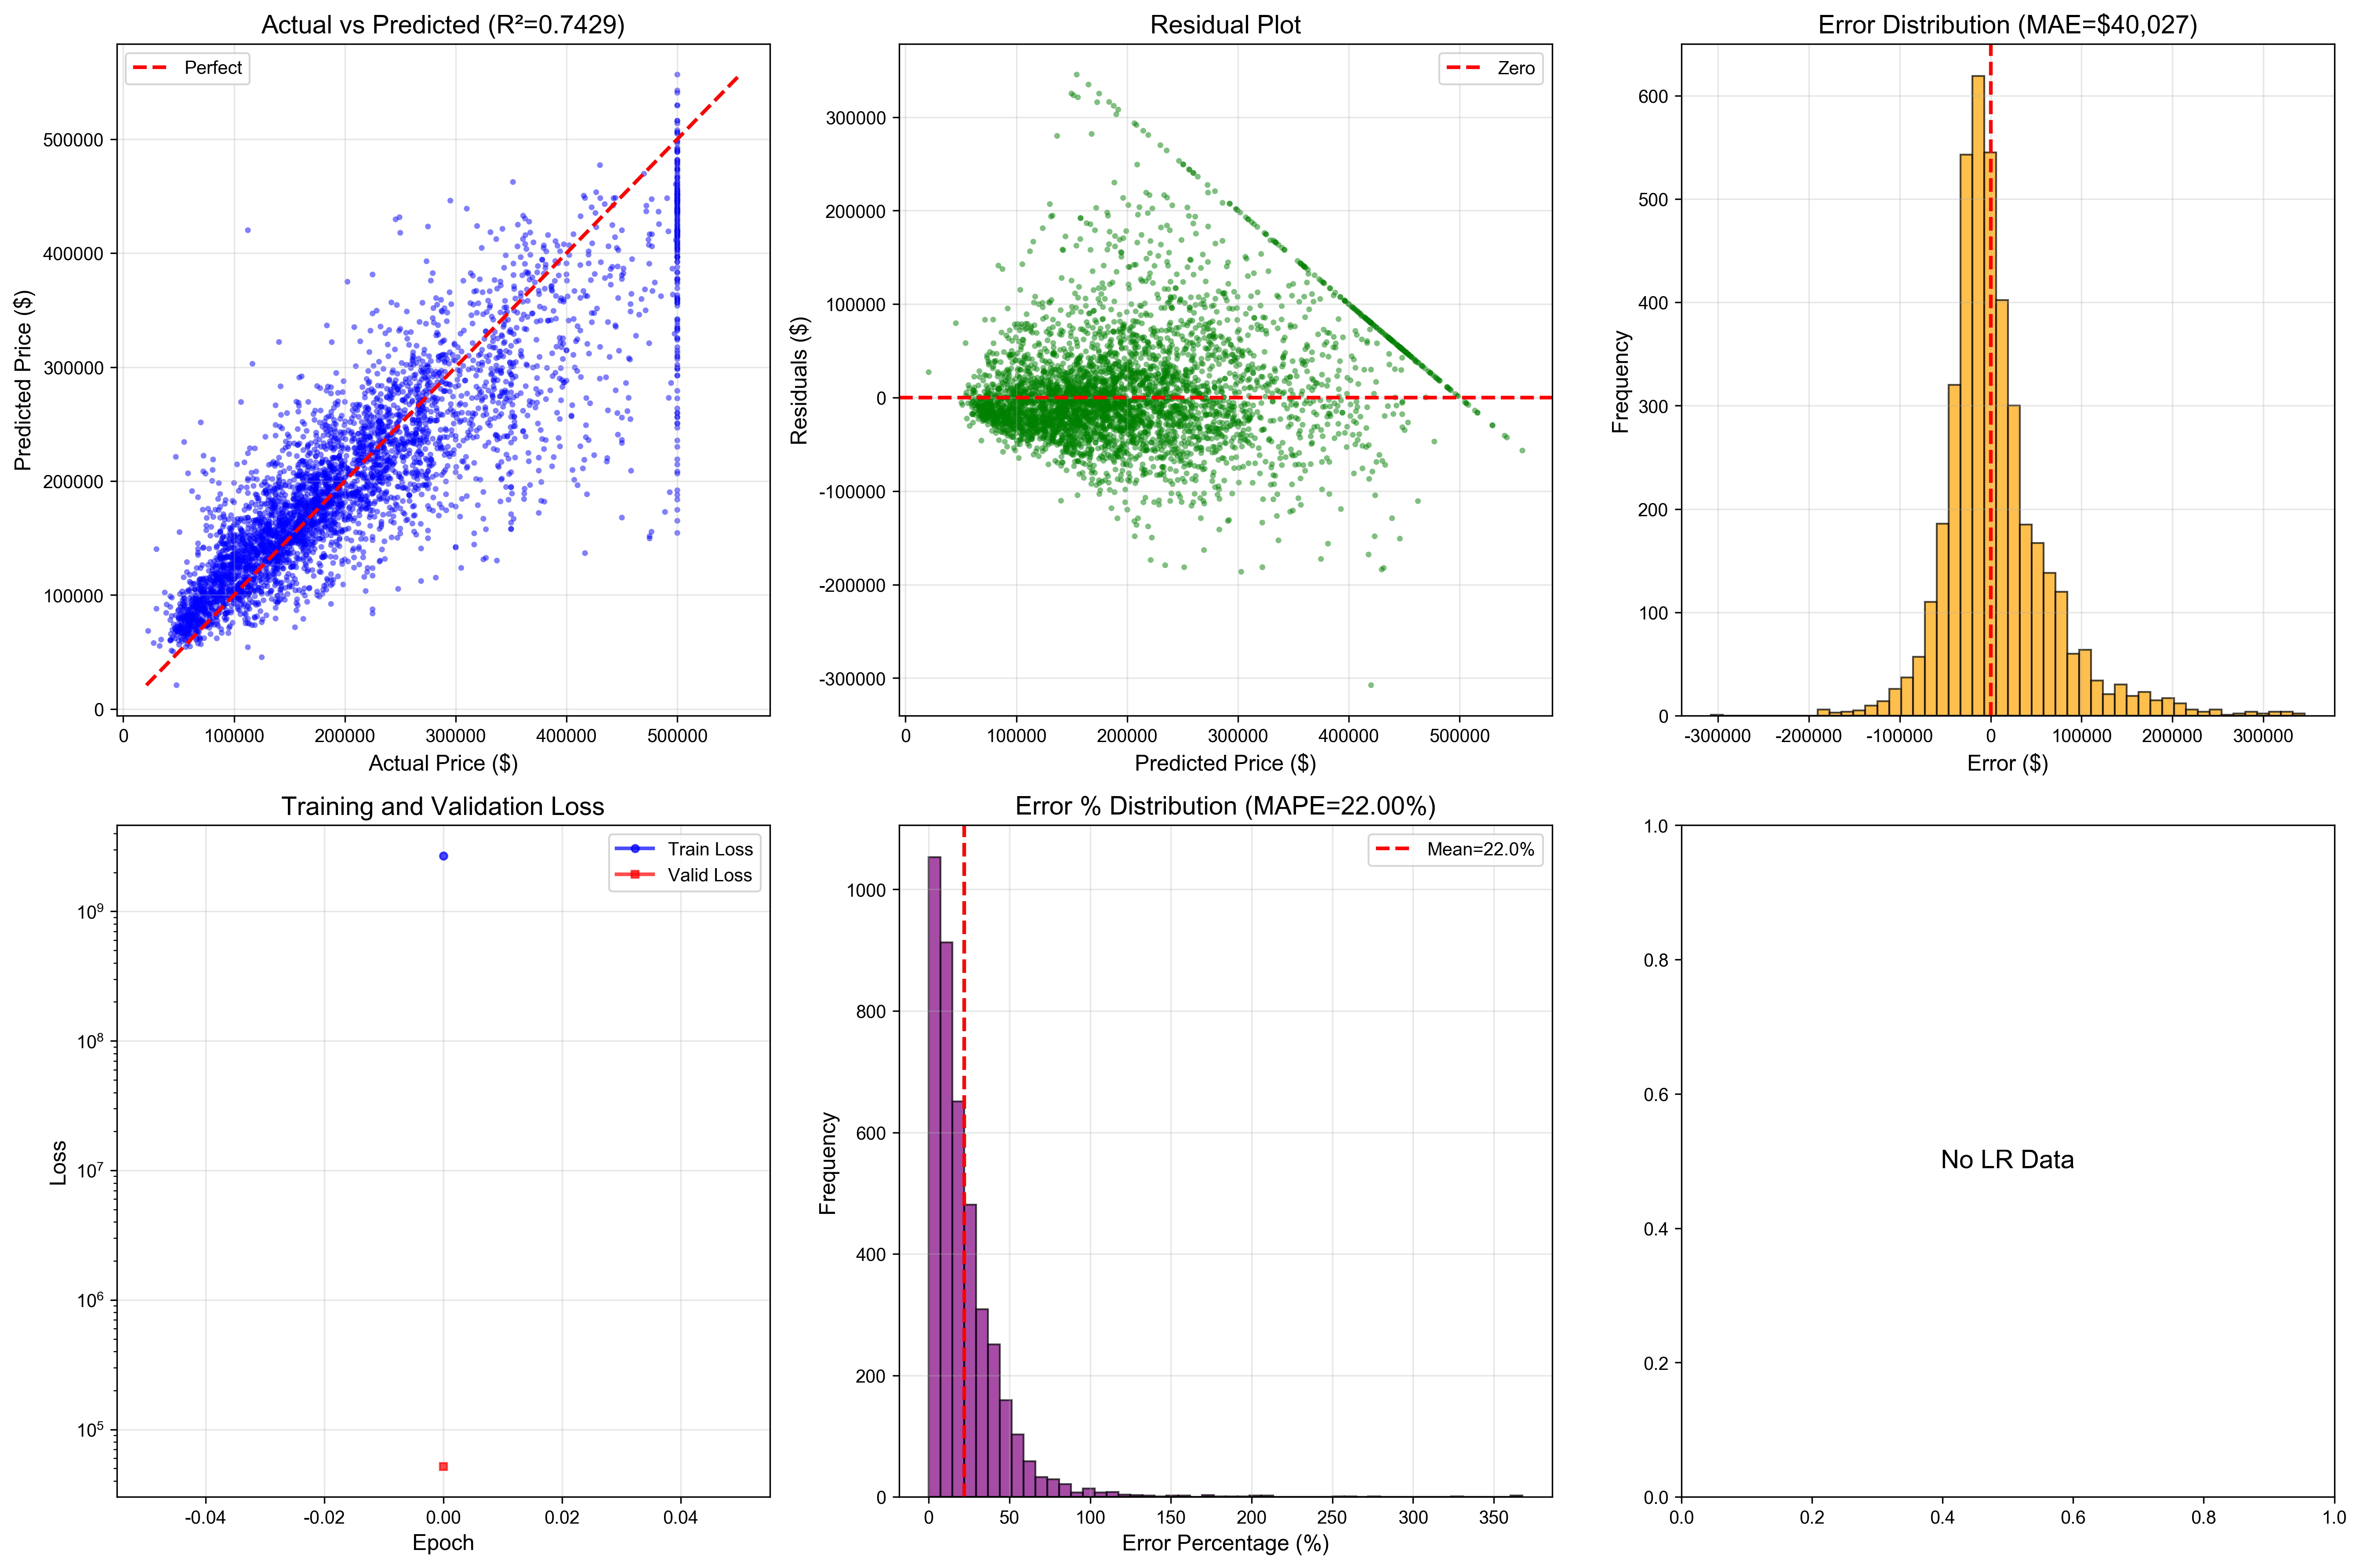 Actual vs Predicted (R²=0.7429)
Perfect
Predicted Price ($)
500000
400000
300000
200000
100000
0
0 100000 200000 300000 400000 500000
Actual Price ($)
Residual Plot
Zero
Residuals ($)
300000
200000
100000
0
-100000
-200000
-300000
0 100000 200000 300000 400000 500000
Predicted Price ($)
Error Distribution (MAE=$40,027)
Frequency
600
500
400
300
200
100
0
-300000 -200000 -100000 0 100000 200000 300000
Error ($)
Training and Validation Loss
Train Loss
Valid Loss
Loss
10⁹
10⁸
10⁷
10⁶
10⁵
-0.04 -0.02 0.00 0.02 0.04
Epoch
Error % Distribution (MAPE=22.00%)
Mean=22.0%
Frequency
1000
800
600
400
200
0
0 50 100 150 200 250 300 350
Error Percentage (%)
1.0
0.8
0.6
0.4
0.2
0.0
No LR Data
0.0 0.2 0.4 0.6 0.8 1.0